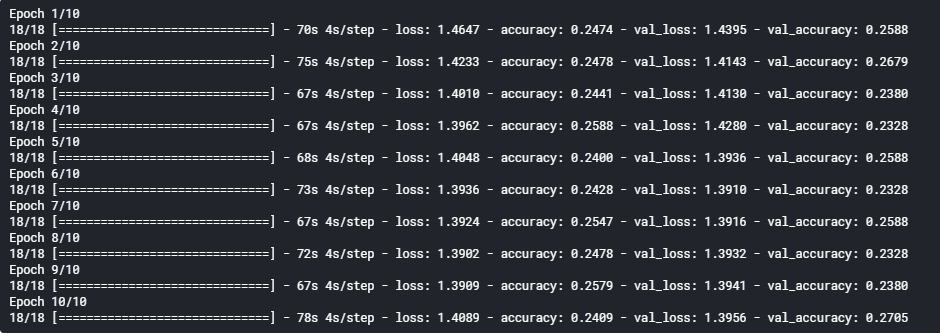 Epoch 1/10
18/18 [==============================] - 70s 4s/step - loss: 1.4647 - accuracy: 0.2474 - val_loss: 1.4395 - val_accuracy: 0.2588
Epoch 2/10
18/18 [==============================] - 75s 4s/step - loss: 1.4233 - accuracy: 0.2478 - val_loss: 1.4143 - val_accuracy: 0.2679
Epoch 3/10
18/18 [==============================] - 67s 4s/step - loss: 1.4010 - accuracy: 0.2441 - val_loss: 1.4130 - val_accuracy: 0.2380
Epoch 4/10
18/18 [==============================] - 67s 4s/step - loss: 1.3962 - accuracy: 0.2588 - val_loss: 1.4280 - val_accuracy: 0.2328
Epoch 5/10
18/18 [==============================] - 68s 4s/step - loss: 1.4048 - accuracy: 0.2400 - val_loss: 1.3936 - val_accuracy: 0.2588
Epoch 6/10
18/18 [==============================] - 73s 4s/step - loss: 1.3936 - accuracy: 0.2428 - val_loss: 1.3910 - val_accuracy: 0.2328
Epoch 7/10
18/18 [==============================] - 67s 4s/step - loss: 1.3924 - accuracy: 0.2547 - val_loss: 1.3916 - val_accuracy: 0.2588
Epoch 8/10
18/18 [==============================] - 72s 4s/step - loss: 1.3902 - accuracy: 0.2478 - val_loss: 1.3932 - val_accuracy: 0.2328
Epoch 9/10
18/18 [==============================] - 67s 4s/step - loss: 1.3909 - accuracy: 0.2579 - val_loss: 1.3941 - val_accuracy: 0.2380
Epoch 10/10
18/18 [==============================] - 78s 4s/step - loss: 1.4089 - accuracy: 0.2409 - val_loss: 1.3956 - val_accuracy: 0.2705